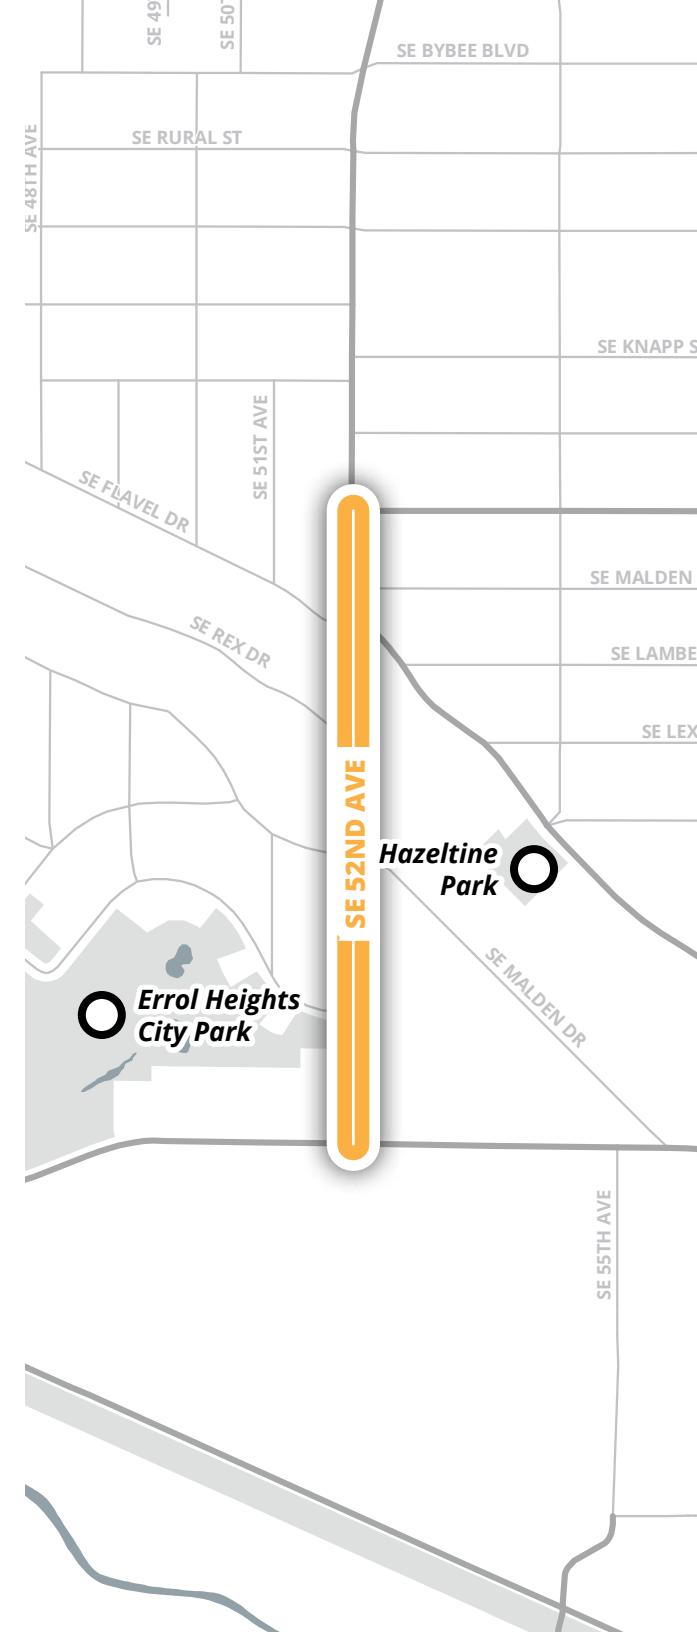 SE 49
SE 50
SE BYBEE BLVD
SE RURAL ST
SE 48TH AVE
SE KNAPP S
SE 51ST AVE
SE FLAVEL DR
SE MALDEN
SE REX DR
SE LAMBE
SE LEX
SE 52ND AVE
Hazeltine
Park
SE MALDEN DR
Errol Heights
City Park
SE 55TH AVE